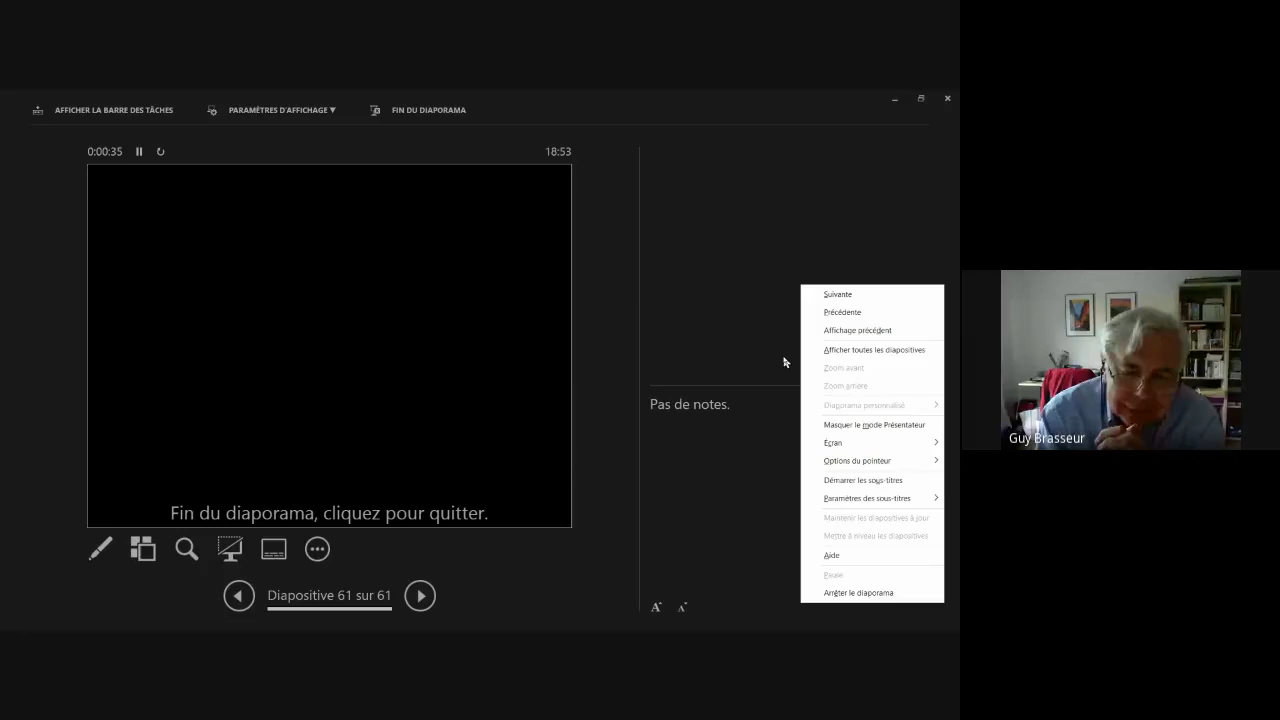 AFFICHER LA BARRE DES TÂCHES
PARAMÈTRES D'AFFICHAGE ▼
FIN DU DIAPORAMA
0:00:35
18:53
Fin du diaporama, cliquez pour quitter.
Diapositive 61 sur 61
Pas de notes.
A
A
Suivante
Précédente
Affichage précédent
Afficher toutes les diapositives
Zoom avant
Zoom arrière
Diaporama personnalisé
Masquer le mode Présentateur
Écran
Options du pointeur
Démarrer les sous-titres
Paramètres des sous-titres
Maintenir les diapositives à jour
Mettre à niveau les diapositives
Aide
Pause
Arrêter le diaporama
Guy Brasseur